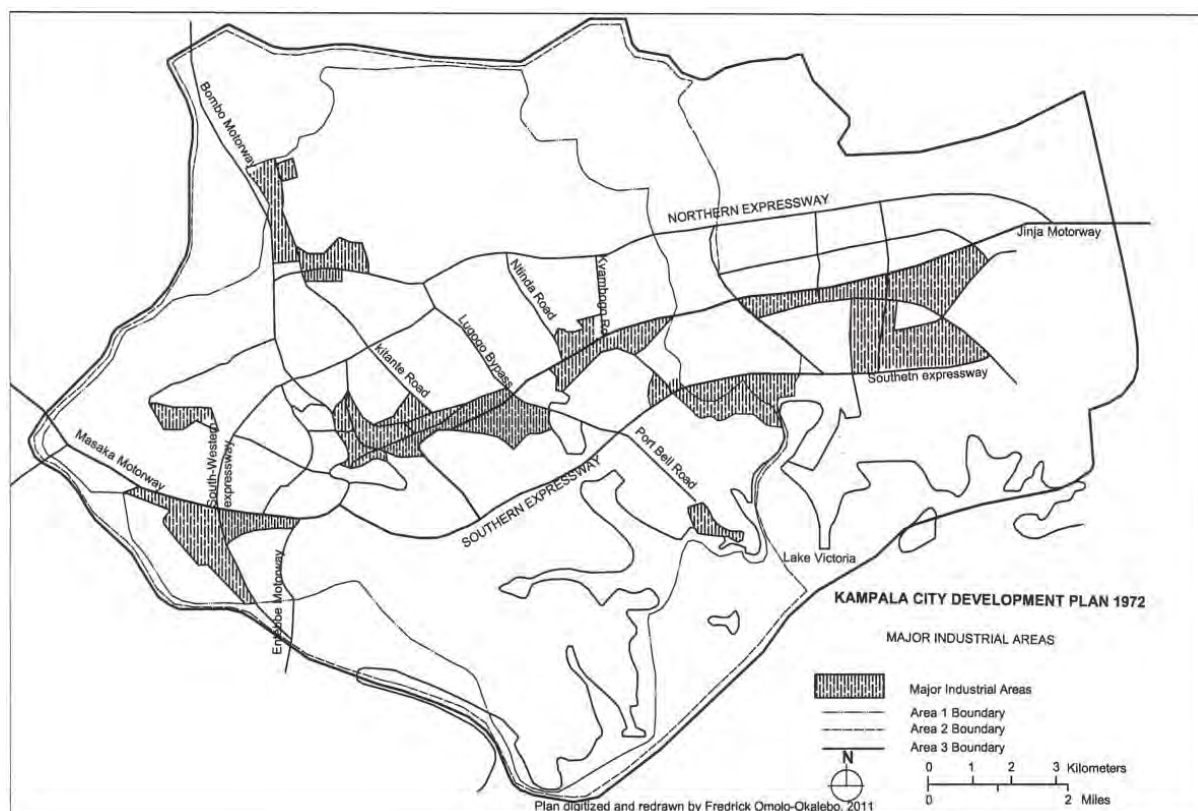 Bombo Motorway
NORTHERN EXPRESSWAY
Jinja Motorway
Ntinda Road
Kyambogo Ro
Lugogo Bypass
kitante Road
Southetn expressway
Masaka Motorway
South-Western
expressway
Port Bell Road
SOUTHERN EXPRESSWAY
Lake Victoria
Entebbe Motorway
KAMPALA CITY DEVELOPMENT PLAN 1972
MAJOR INDUSTRIAL AREAS
Major Industrial Areas
Area 1 Boundary
Area 2 Boundary
Area 3 Boundary
N
0 1 2 3 Kilometers
0 2 Miles
Plan digitized and redrawn by Fredrick Omolo-Okalebo, 2011